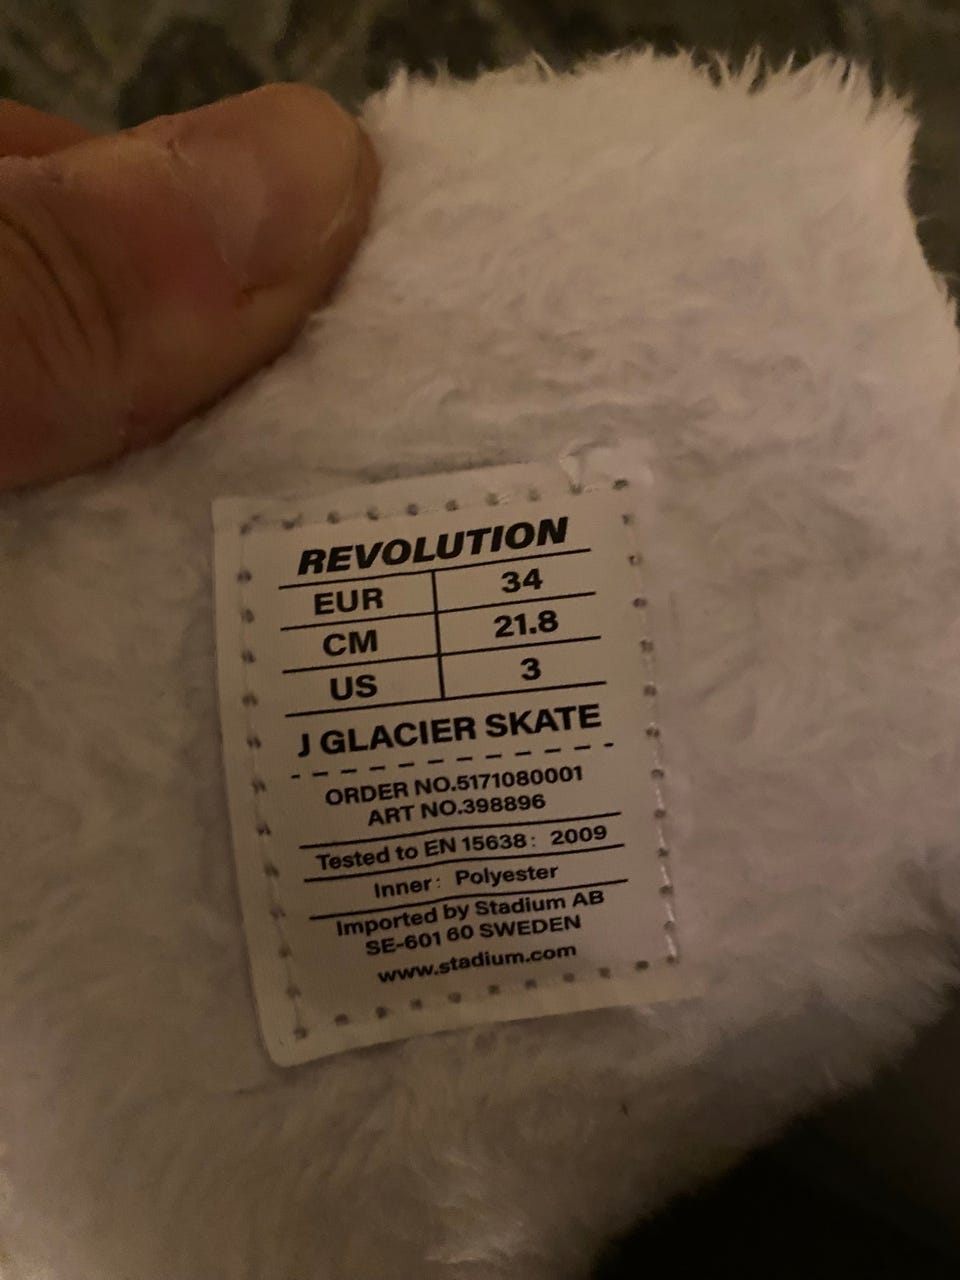 REVOLUTION
EUR 34
CM 21.8
US 3
J GLACIER SKATE
ORDER NO.5171080001
ART NO.398896
Tested to EN 15638: 2009
Inner: Polyester
Imported by Stadium AB
SE-601 60 SWEDEN
www.stadium.com